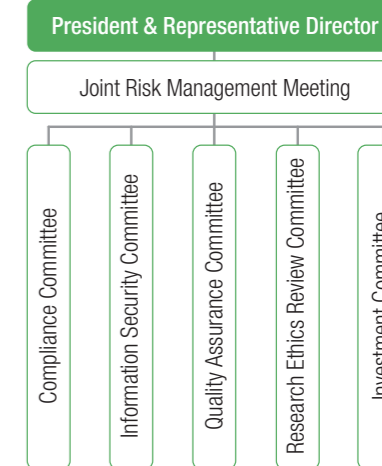 President & Representative Director
Joint Risk Management Meeting
Compliance Committee
Information Security Committee
Quality Assurance Committee
Research Ethics Review Committee
Investment Committee